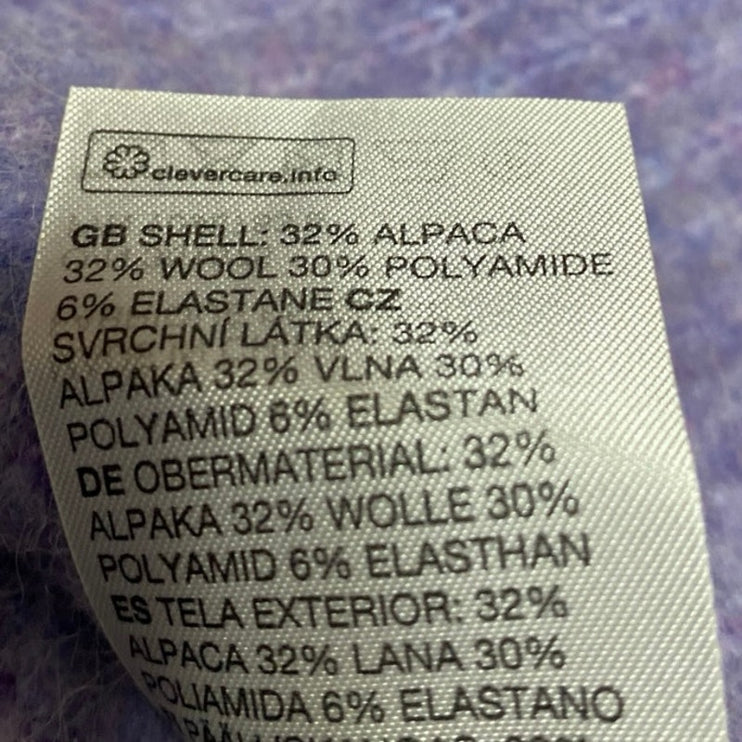 clevercare.info
GB SHELL: 32% ALPACA
32% WOOL 30% POLYAMIDE
6% ELASTANE CZ
SVRCHNÍ LÁTKA: 32%
ALPAKA 32% VLNA 30%
POLYAMID 6% ELASTAN
DE OBERMATERIAL: 32%
ALPAKA 32% WOLLE 30%
POLYAMID 6% ELASTHAN
ES TELA EXTERIOR: 32%
ALPACA 32% LANA 30%
POLIAMIDA 6% ELASTANO